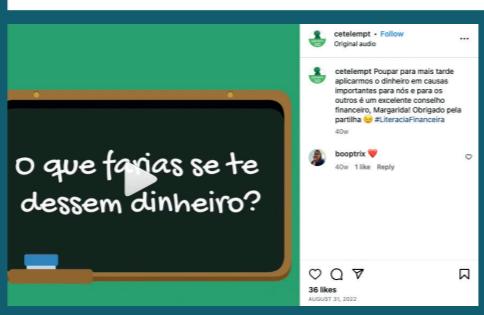 cetelempt • Follow
Original audio
...
cetelempt Poupar para mais tarde
aplicarmos o dinheiro em causas
importantes para nós e para os
outros é um excelente conselho
financeiro, Margarida! Obrigado pela
partilha 😊 #LiteraciaFinanceira
40w
booptrix ❤️
40w 1 like Reply
O que farias se te
dessem dinheiro?
36 likes
AUGUST 31, 2022